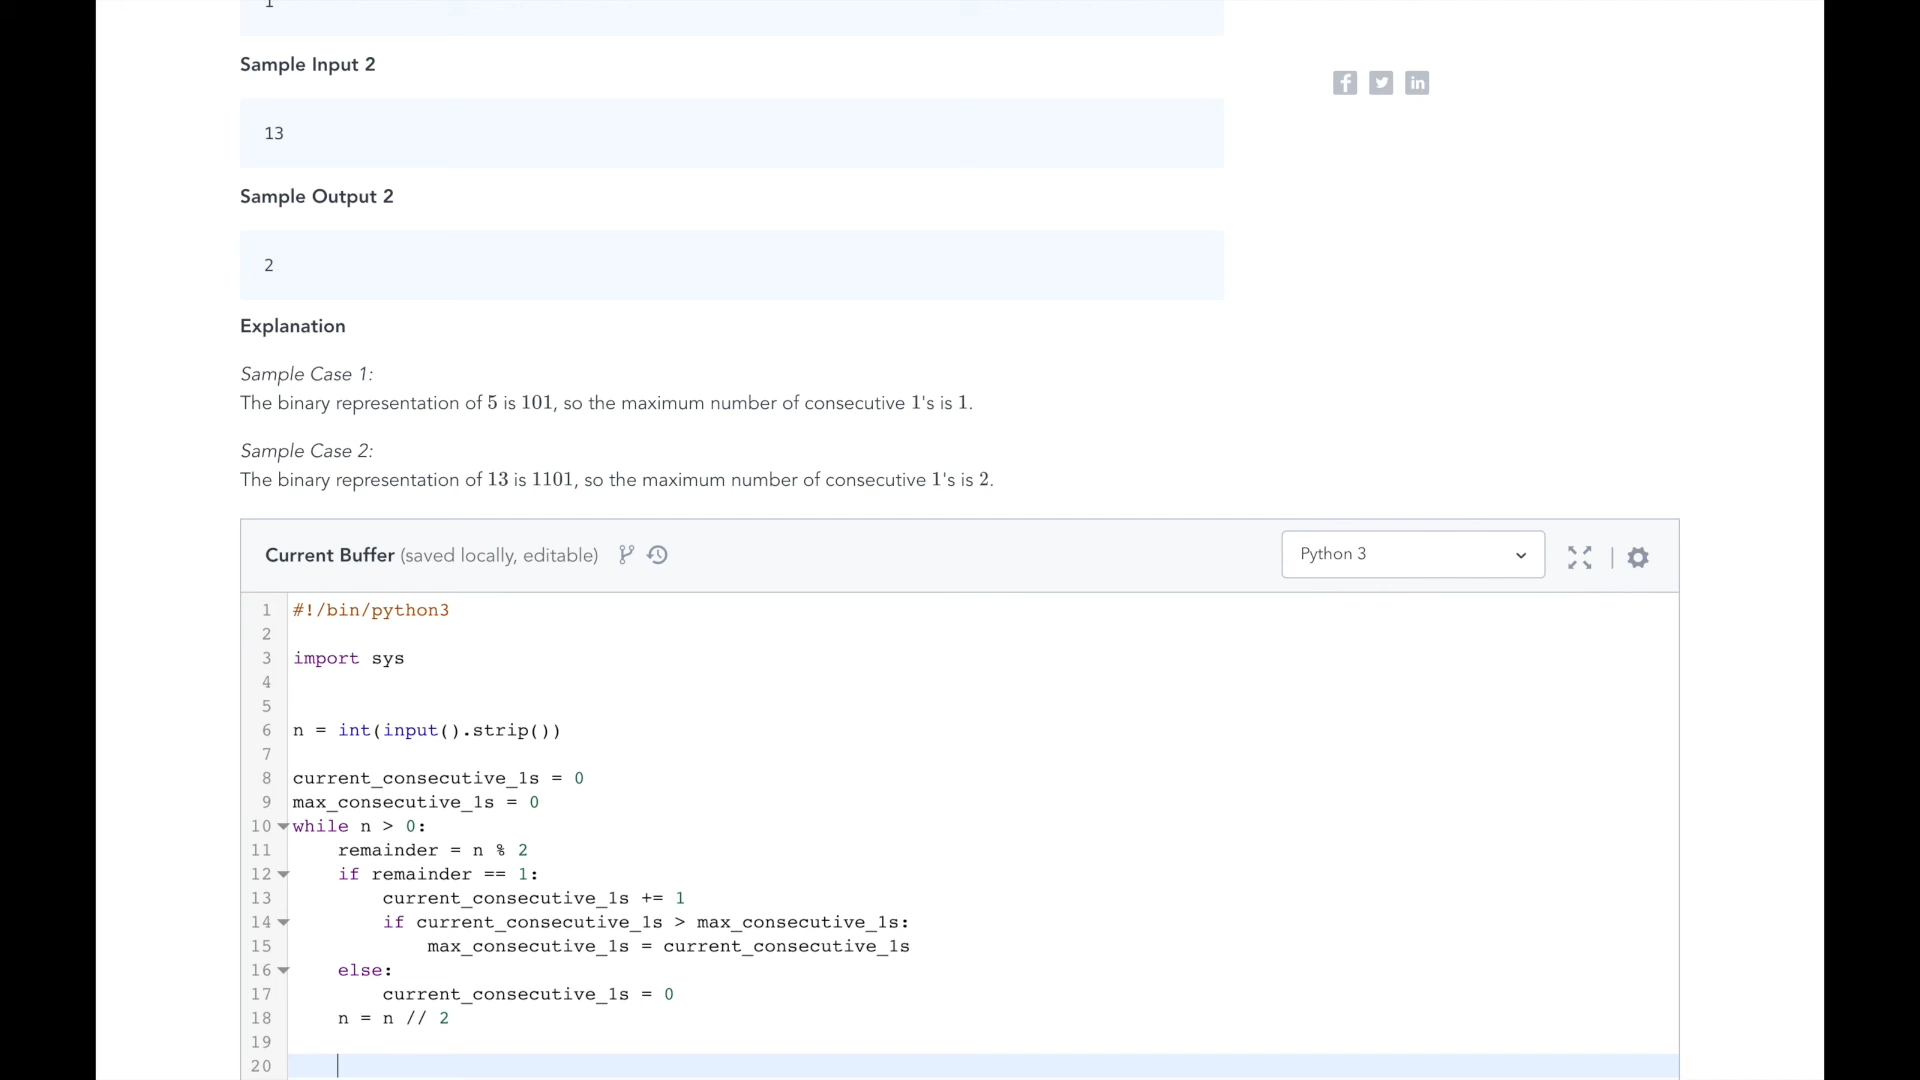 1
Sample Input 2
13
Sample Output 2
2
Explanation
Sample Case 1:
The binary representation of 5 is 101, so the maximum number of consecutive 1's is 1.
Sample Case 2:
The binary representation of 13 is 1101, so the maximum number of consecutive 1's is 2.
Current Buffer (saved locally, editable)
Python 3
1 #!/bin/python3
2
3 import sys
4
5
6 n = int(input().strip())
7
8 current_consecutive_1s = 0
9 max_consecutive_1s = 0
10 while n > 0:
11     remainder = n % 2
12     if remainder == 1:
13         current_consecutive_1s += 1
14         if current_consecutive_1s > max_consecutive_1s:
15             max_consecutive_1s = current_consecutive_1s
16     else:
17         current_consecutive_1s = 0
18     n = n // 2
19
20